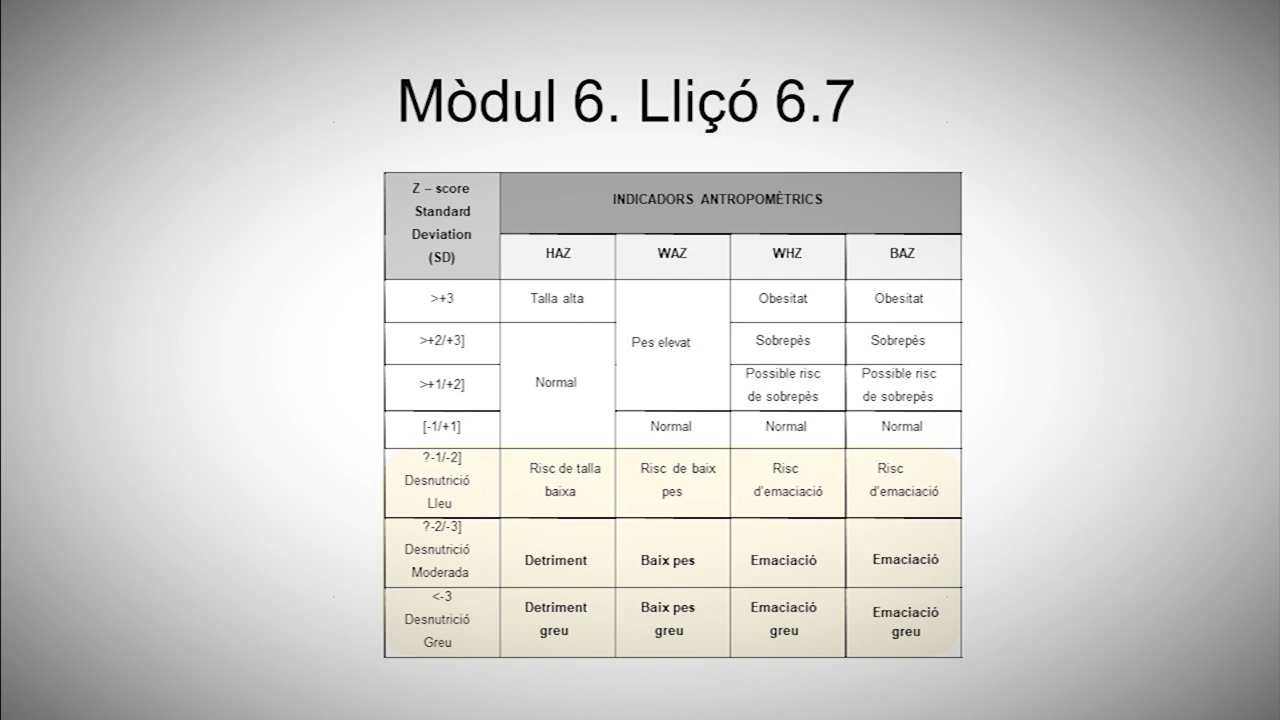 Mòdul 6. Lliçó 6.7
Z – score
Standard
Deviation
(SD)
INDICADORS ANTROPOMÈTRICS
HAZ
WAZ
WHZ
BAZ
>+3
Talla alta
Pes elevat
Obesitat
Obesitat
>+2/+3]
Normal
Sobrepès
Sobrepès
>+1/+2]
Possible risc
de sobrepès
Possible risc
de sobrepès
[-1/+1]
Normal
Normal
Normal
?-1/-2]
Desnutrició
Lleu
Risc de talla
baixa
Risc de baix
pes
Risc
d'emaciació
Risc
d'emaciació
?-2/-3]
Desnutrició
Moderada
Detriment
Baix pes
Emaciació
Emaciació
<-3
Desnutrició
Greu
Detriment
greu
Baix pes
greu
Emaciació
greu
Emaciació
greu